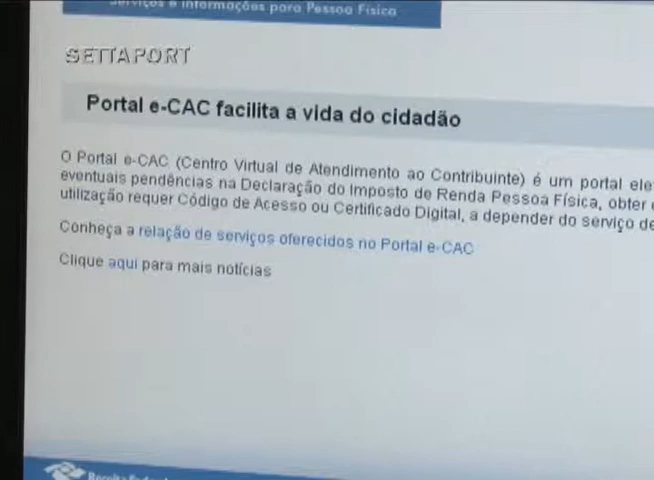 Serviços e Informações para Pessoa Física
SETTAPORT
Portal e-CAC facilita a vida do cidadão
O Portal e-CAC (Centro Virtual de Atendimento ao Contribuinte) é um portal ele
eventuais pendências na Declaração do Imposto de Renda Pessoa Física, obter
utilização requer Código de Acesso ou Certificado Digital, a depender do serviço de
Conheça a relação de serviços oferecidos no Portal e-CAC
Clique aqui para mais notícias
Receita